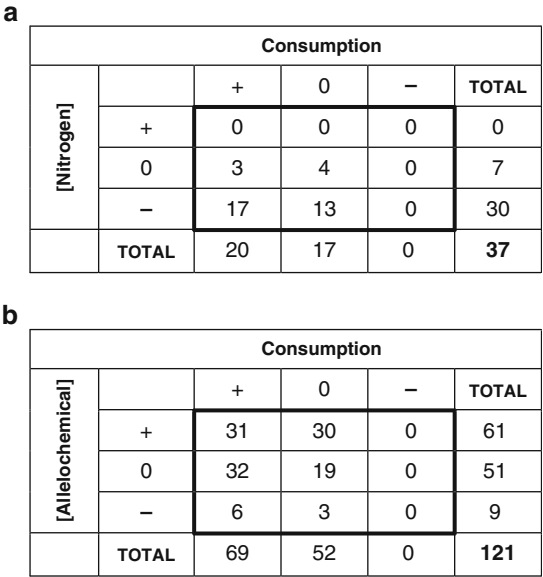 a
Consumption
+ 0 – TOTAL
[Nitrogen]
+ 0 0 0 0
0 3 4 0 7
– 17 13 0 30
TOTAL 20 17 0 37
b
Consumption
+ 0 – TOTAL
[Allelochemical]
+ 31 30 0 61
0 32 19 0 51
– 6 3 0 9
TOTAL 69 52 0 121